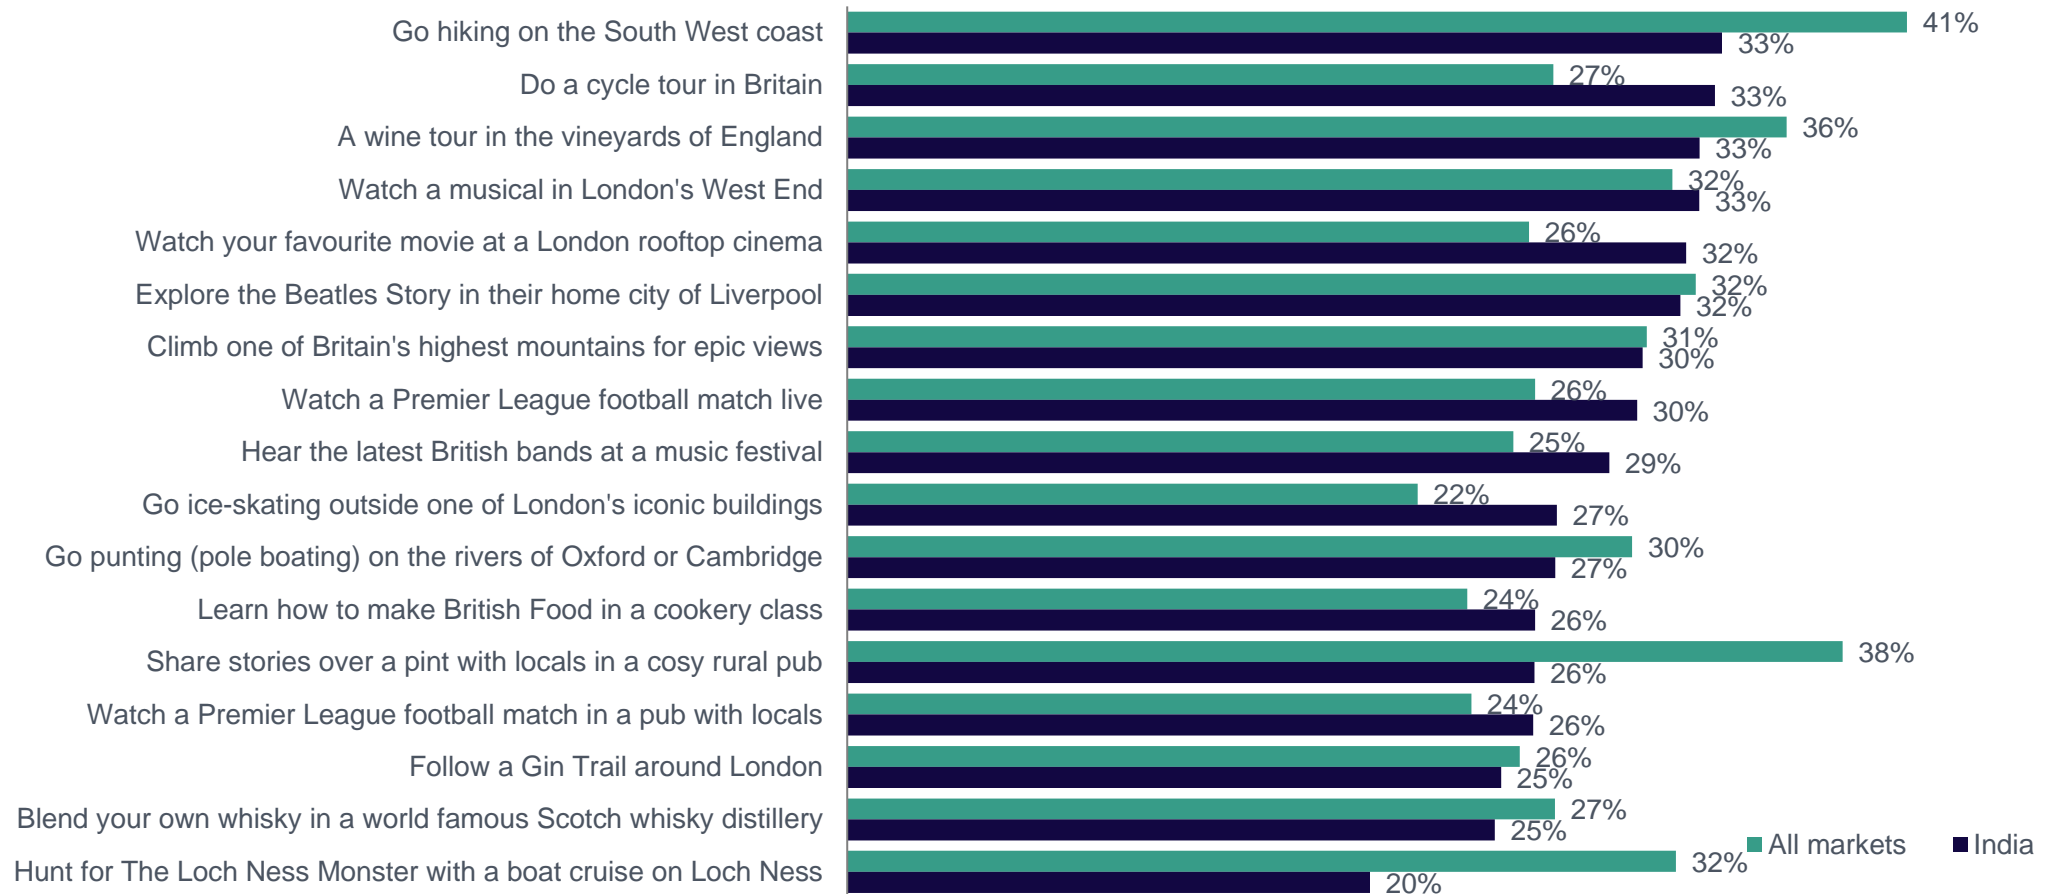 Go hiking on the South West coast 41%
33%
Do a cycle tour in Britain 27%
33%
A wine tour in the vineyards of England 36%
33%
Watch a musical in London's West End 32%
33%
Watch your favourite movie at a London rooftop cinema 26%
32%
Explore the Beatles Story in their home city of Liverpool 32%
32%
Climb one of Britain's highest mountains for epic views 31%
30%
Watch a Premier League football match live 26%
30%
Hear the latest British bands at a music festival 25%
29%
Go ice-skating outside one of London's iconic buildings 22%
27%
Go punting (pole boating) on the rivers of Oxford or Cambridge 30%
27%
Learn how to make British Food in a cookery class 24%
26%
Share stories over a pint with locals in a cosy rural pub 38%
26%
Watch a Premier League football match in a pub with locals 24%
26%
Follow a Gin Trail around London 26%
25%
Blend your own whisky in a world famous Scotch whisky distillery 27%
25%
All markets India
Hunt for The Loch Ness Monster with a boat cruise on Loch Ness 32%
20%